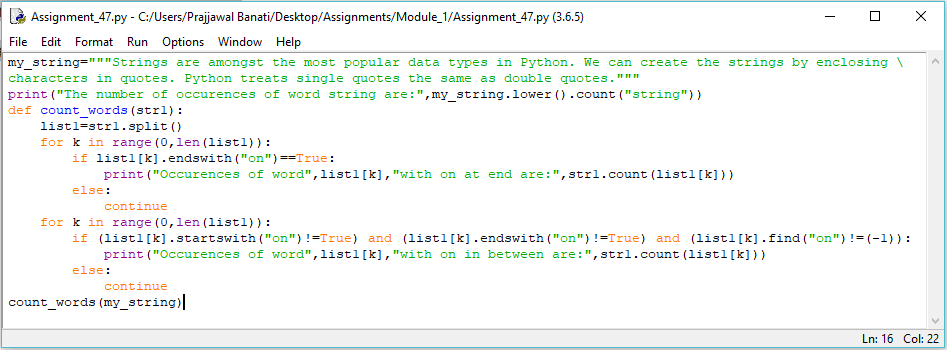 Assignment_47.py - C:/Users/Prajjawal Banati/Desktop/Assignments/Module_1/Assignment_47.py (3.6.5)
File Edit Format Run Options Window Help
my_string="""Strings are amongst the most popular data types in Python. We can create the strings by enclosing \
characters in quotes. Python treats single quotes the same as double quotes."""
print("The number of occurences of word string are:",my_string.lower().count("string"))
def count_words(str1):
    list1=str1.split()
    for k in range(0,len(list1)):
        if list1[k].endswith("on")==True:
            print("Occurences of word",list1[k],"with on at end are:",str1.count(list1[k]))
        else:
            continue
    for k in range(0,len(list1)):
        if (list1[k].startswith("on")!=True) and (list1[k].endswith("on")!=True) and (list1[k].find("on")!=(-1)):
            print("Occurences of word",list1[k],"with on in between are:",str1.count(list1[k]))
        else:
            continue
count_words(my_string)
Ln: 16 Col: 22